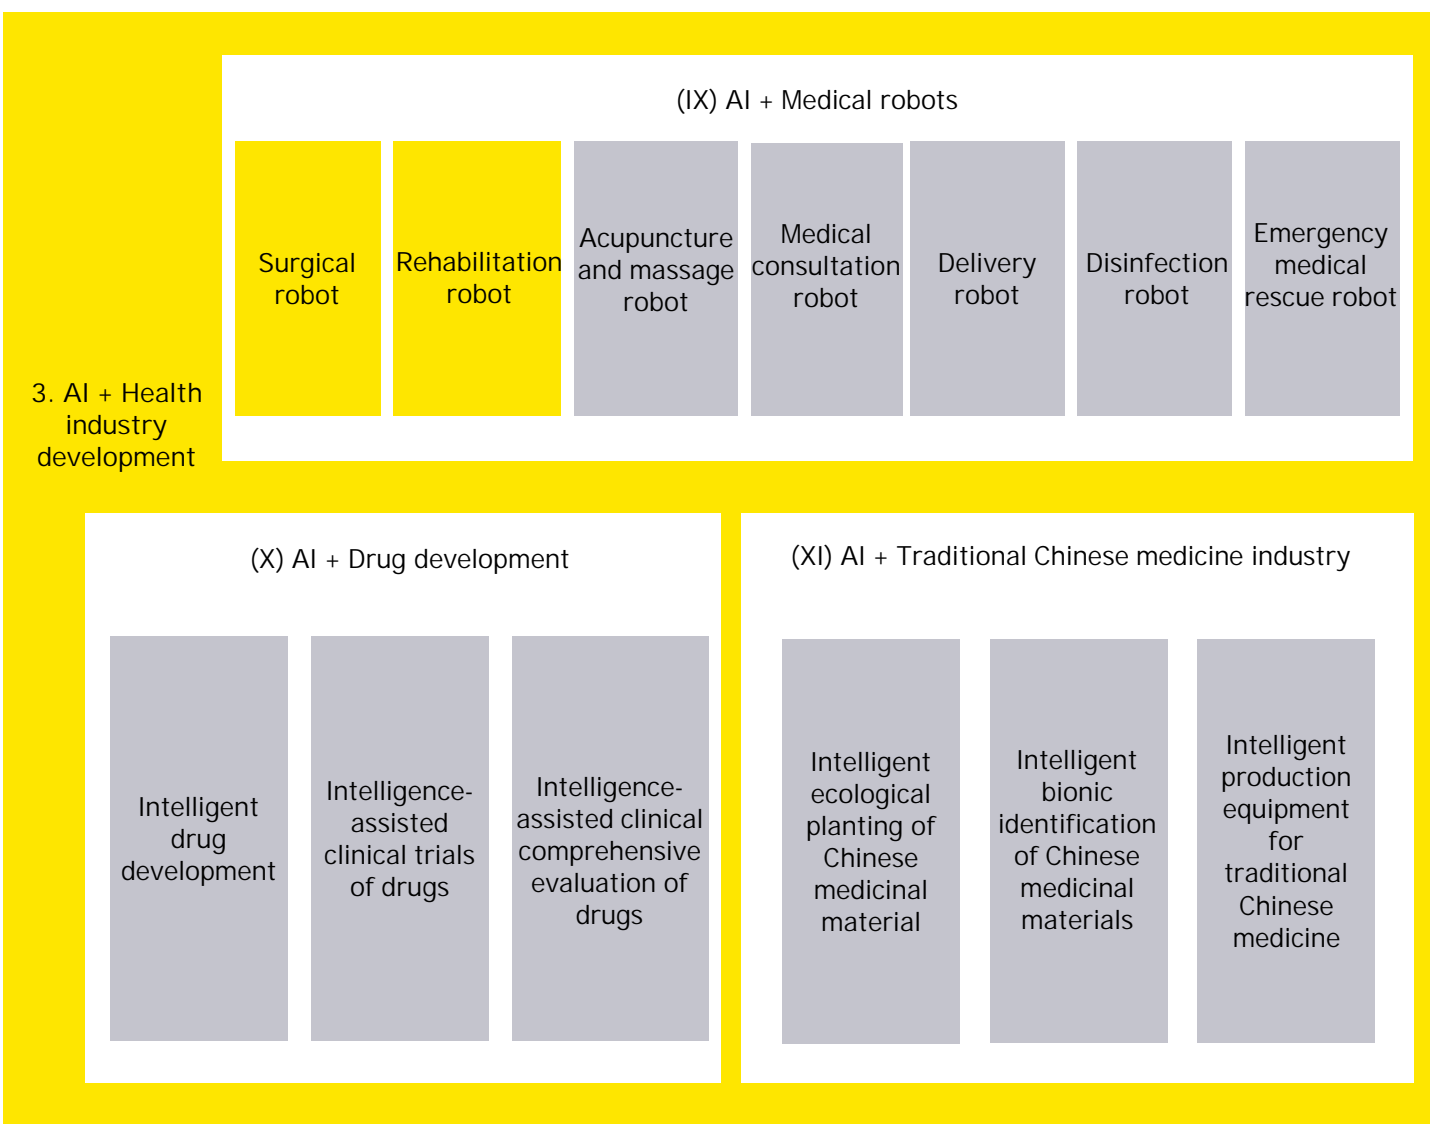 (IX) AI + Medical robots
Surgical
robot
Rehabilitation
robot
Acupuncture
and massage
robot
Medical
consultation
robot
Delivery
robot
Disinfection
robot
Emergency
medical
rescue robot
3. AI + Health
industry
development
(X) AI + Drug development
Intelligent
drug
development
Intelligence-
assisted
clinical trials
of drugs
Intelligence-
assisted clinical
comprehensive
evaluation of
drugs
(XI) AI + Traditional Chinese medicine industry
Intelligent
ecological
planting of
Chinese
medicinal
material
Intelligent
bionic
identification
of Chinese
medicinal
materials
Intelligent
production
equipment
for
traditional
Chinese
medicine